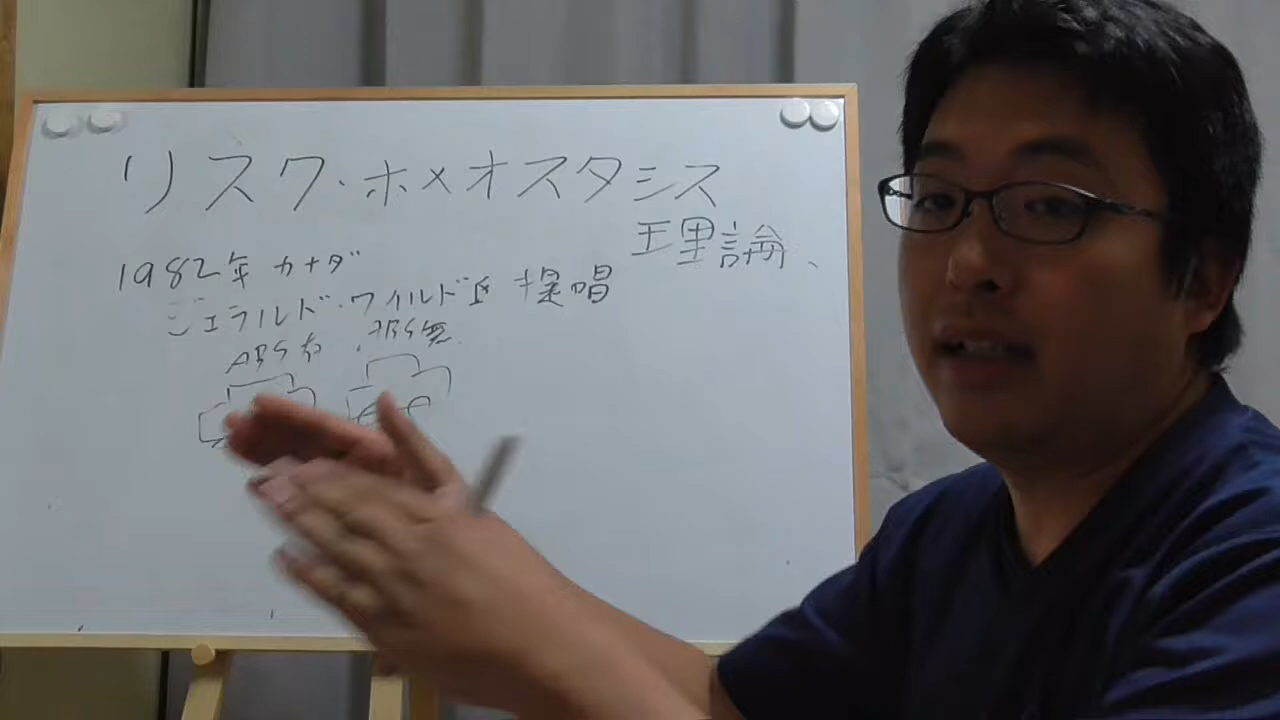 リスク・ホメオスタシス
理論、
1982年 カナダ
ジェラルド・ワイルド氏 提唱
ABS有 ABS無